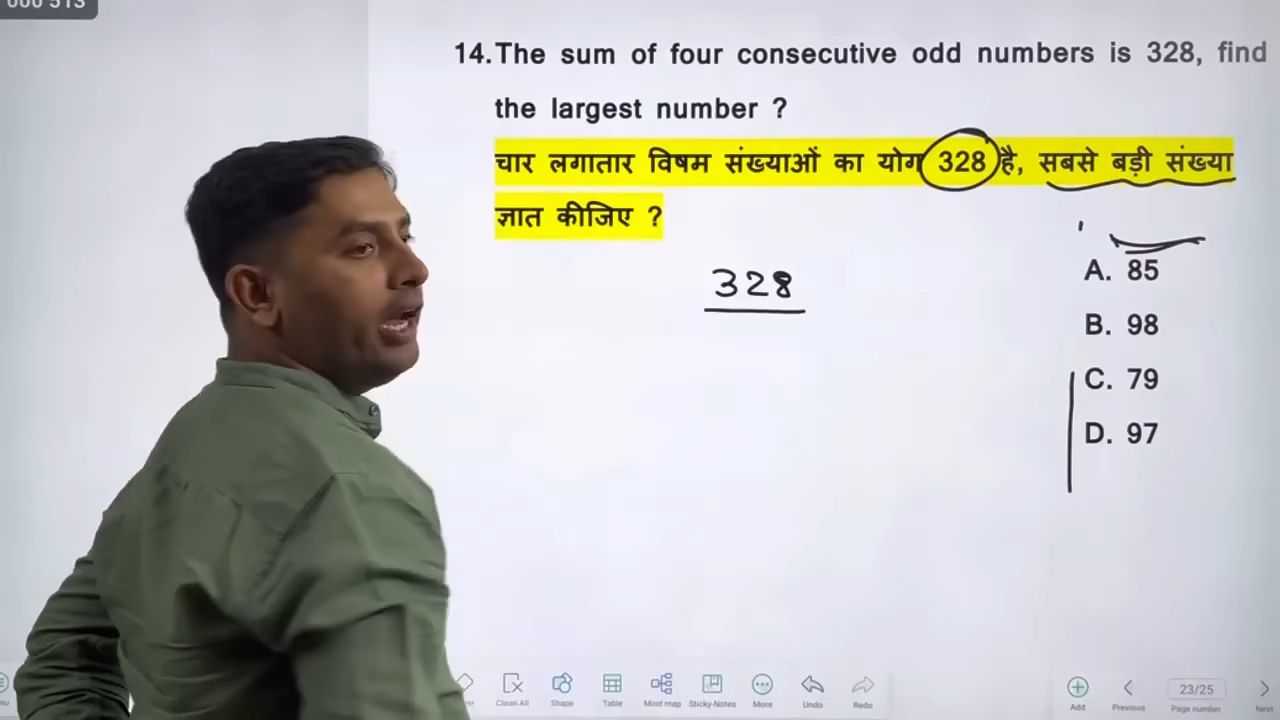 000 513
14.The sum of four consecutive odd numbers is 328, find
the largest number ?
चार लगातार विषम संख्याओं का योग 328 है, सबसे बड़ी संख्या
ज्ञात कीजिए ?
328
A. 85
B. 98
C. 79
D. 97
Clean All Shape Table Mind map Sticky-Notes More Undo Redo Add Previous 23/25 Page number Next